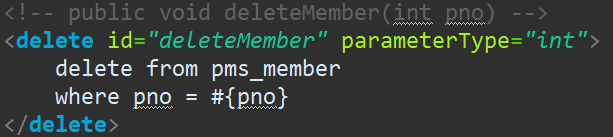 <!-- public void deleteMember(int pno) -->
<delete id="deleteMember" parameterType="int">
delete from pms_member
where pno = #{pno}
</delete>